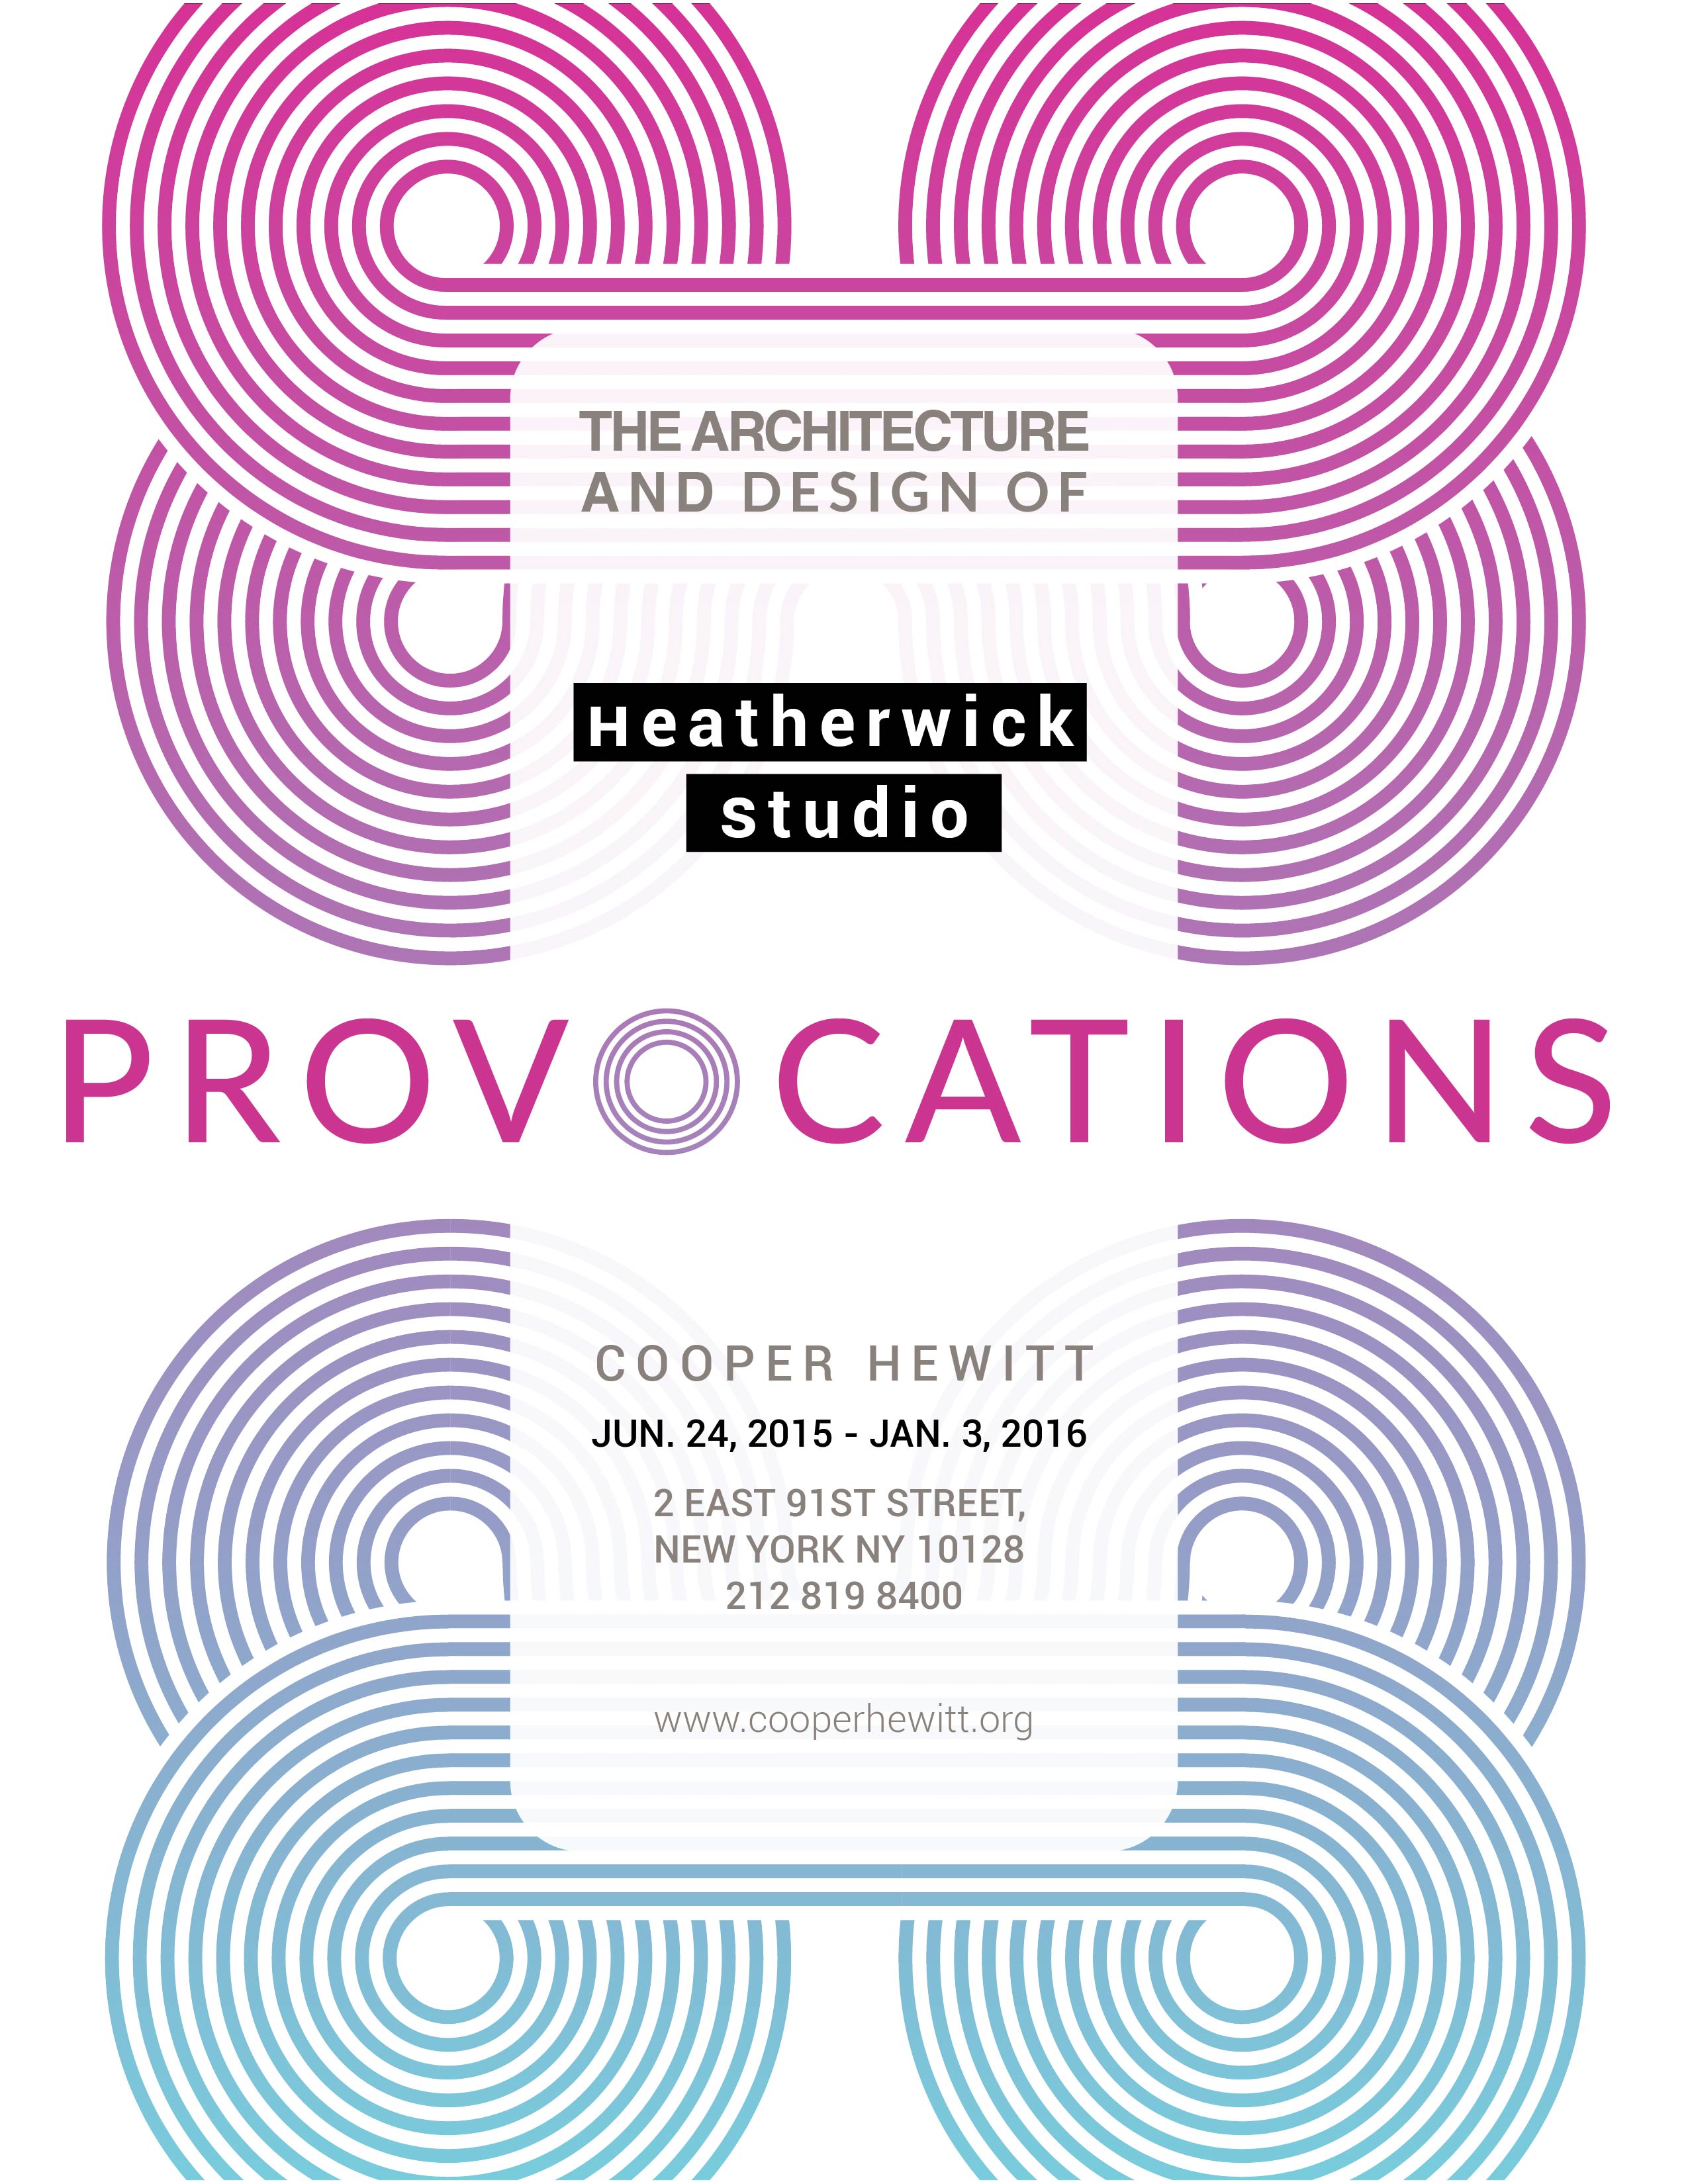 THE ARCHITECTURE
AND DESIGN OF
Heatherwick
studio
PROVOCATIONS
COOPER HEWITT
JUN. 24, 2015 - JAN. 3, 2016
2 EAST 91ST STREET,
NEW YORK NY 10128
212 819 8400
www.cooperhewitt.org